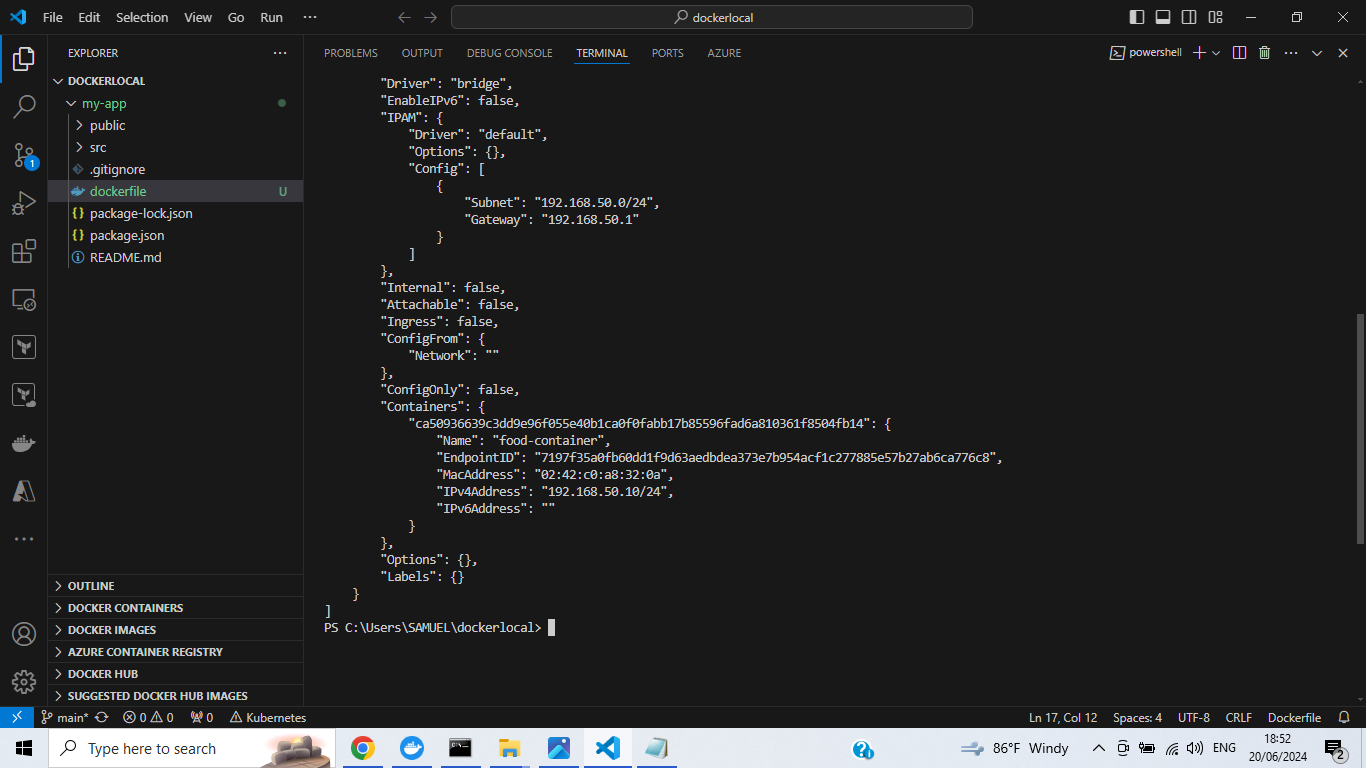 File Edit Selection View Go Run ···
dockerlocal
EXPLORER
DOCKERLOCAL
my-app
public
src
.gitignore
dockerfile U
package-lock.json
package.json
README.md
OUTLINE
DOCKER CONTAINERS
DOCKER IMAGES
AZURE CONTAINER REGISTRY
DOCKER HUB
SUGGESTED DOCKER HUB IMAGES
1
PROBLEMS OUTPUT DEBUG CONSOLE TERMINAL PORTS AZURE
powershell
"Driver": "bridge",
"EnableIPv6": false,
"IPAM": {
"Driver": "default",
"Options": {},
"Config": [
{
"Subnet": "192.168.50.0/24",
"Gateway": "192.168.50.1"
}
]
},
"Internal": false,
"Attachable": false,
"Ingress": false,
"ConfigFrom": {
"Network": ""
},
"ConfigOnly": false,
"Containers": {
"ca50936639c3dd9e96f055e40b1ca0f0fabb17b85596fad6a810361f8504fb14": {
"Name": "food-container",
"EndpointID": "7197f35a0fb60dd1f9d63aedbdea373e7b954acf1c277885e57b27ab6ca776c8",
"MacAddress": "02:42:c0:a8:32:0a",
"IPv4Address": "192.168.50.10/24",
"IPv6Address": ""
}
},
"Options": {},
"Labels": {}
}
]
PS C:\Users\SAMUEL\dockerlocal>
main* 0 0 0 Kubernetes
Ln 17, Col 12 Spaces: 4 UTF-8 CRLF Dockerfile
Type here to search
86°F Windy
ENG
18:52
20/06/2024
2